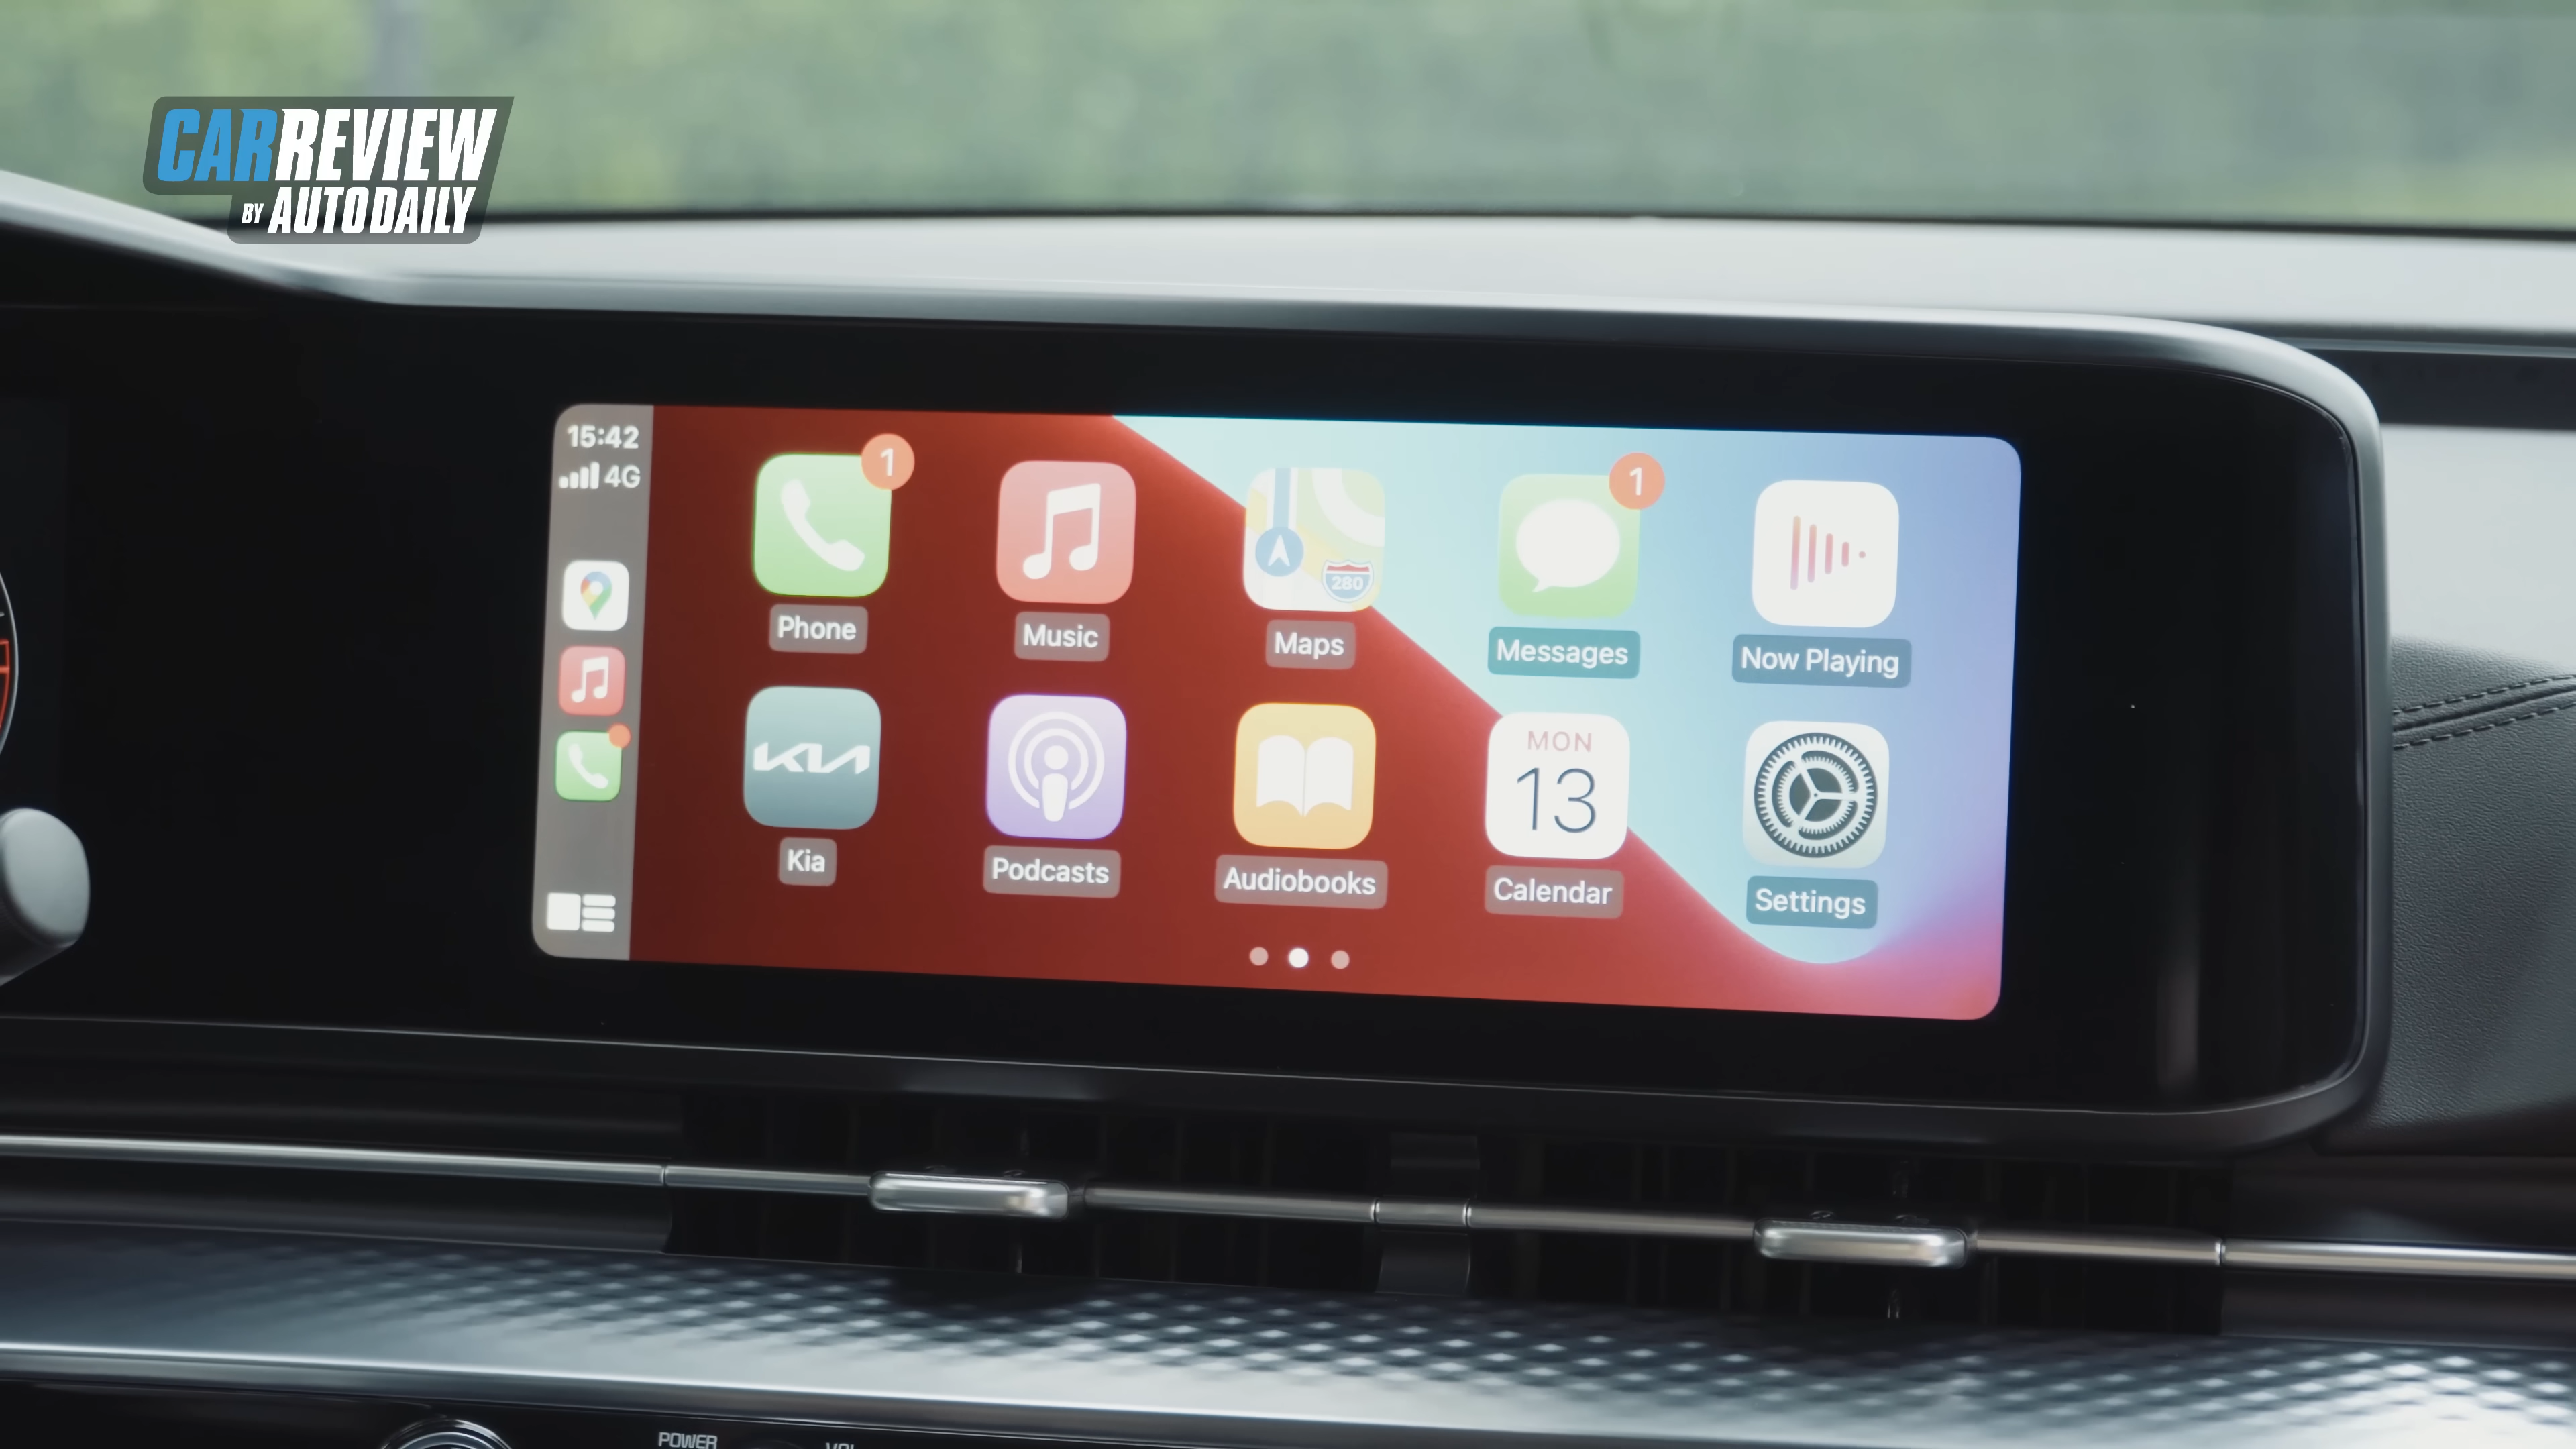 CARREVIEW
BY AUTODAILY
15:42
4G
1
1
280
Phone
Music
Maps
Messages
Now Playing
KIA
MON
13
Kia
Podcasts
Audiobooks
Calendar
Settings
POWER